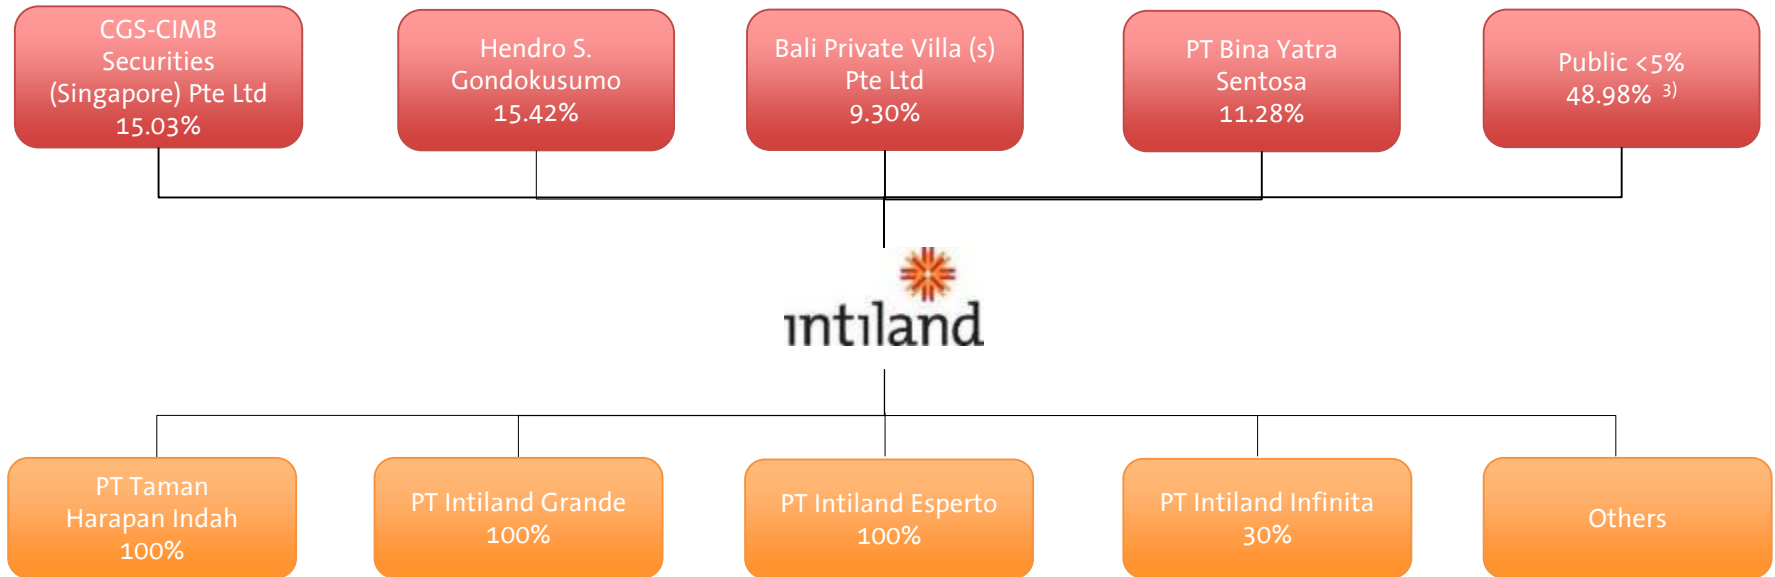 CGS-CIMB
Securities
(Singapore) Pte Ltd
15.03%
Hendro S.
Gondokusumo
15.42%
Bali Private Villa (s)
Pte Ltd
9.30%
PT Bina Yatra
Sentosa
11.28%
Public <5%
48.98% 3)
intiland
PT Taman
Harapan Indah
100%
PT Intiland Grande
100%
PT Intiland Esperto
100%
PT Intiland Infinita
30%
Others